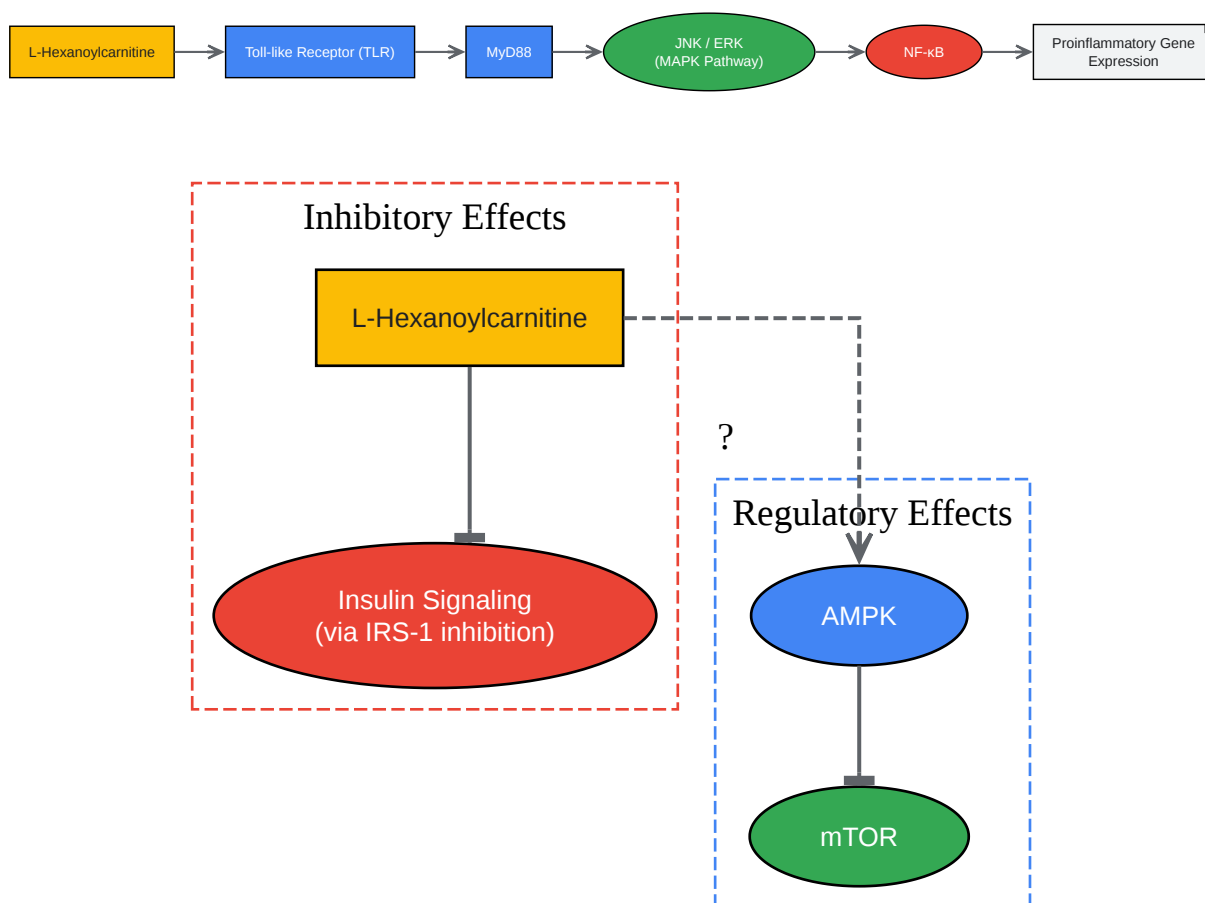 L-Hexanoylcarnitine
Toll-like Receptor (TLR)
MyD88
JNK / ERK
(MAPK Pathway)
NF-κB
Proinflammatory Gene
Expression
Inhibitory Effects
L-Hexanoylcarnitine
?
Regulatory Effects
Insulin Signaling
(via IRS-1 inhibition)
AMPK
mTOR